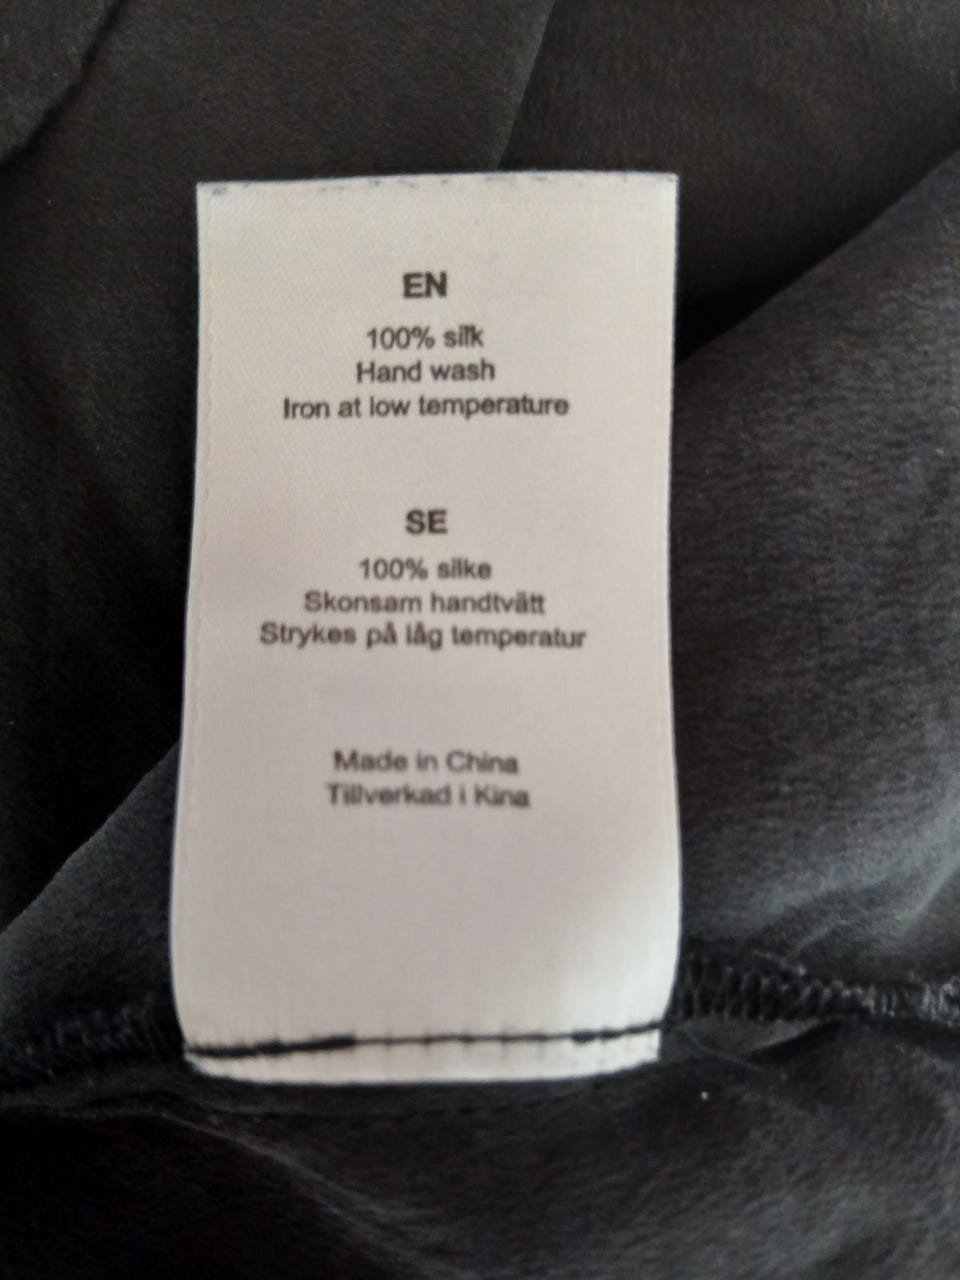 EN
100% silk
Hand wash
Iron at low temperature
SE
100% silke
Skonsam handtvätt
Strykes på låg temperatur
Made in China
Tillverkad i Kina